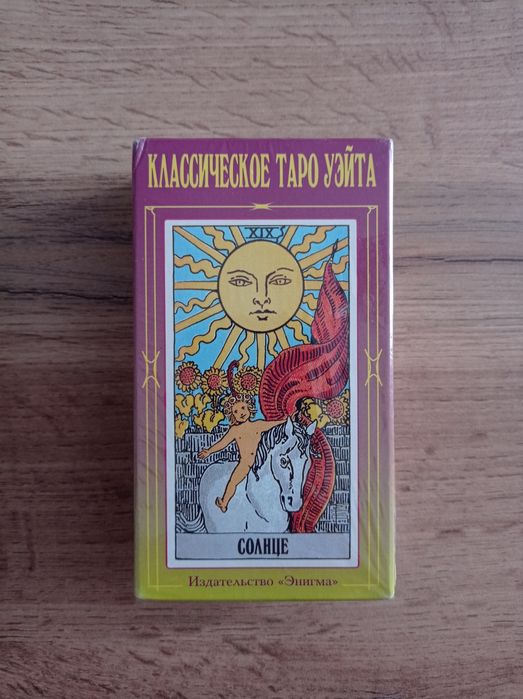 КЛАССИЧЕСКОЕ ТАРО УЭЙТА
XIX
СОЛНЦЕ
Издательство «Энигма»